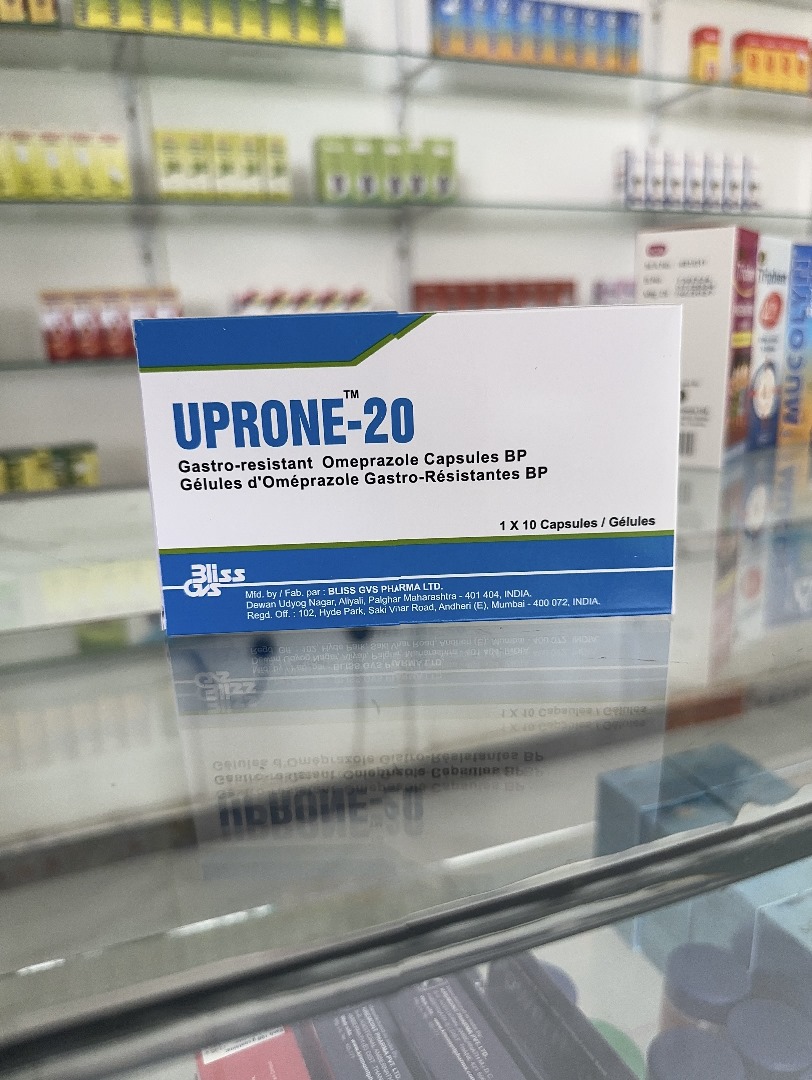 UPRONE™-20
Gastro-resistant Omeprazole Capsules BP
Gélules d'Oméprazole Gastro-Résistantes BP
1 X 10 Capsules / Gélules
Bliss
GVS
Mfd. by / Fab. par : BLISS GVS PHARMA LTD.
Dewan Udyog Nagar, Aliyali, Palghar Maharashtra - 401 404, INDIA.
Regd. Off. : 102, Hyde Park, Saki Vihar Road, Andheri (E), Mumbai - 400 072, INDIA.